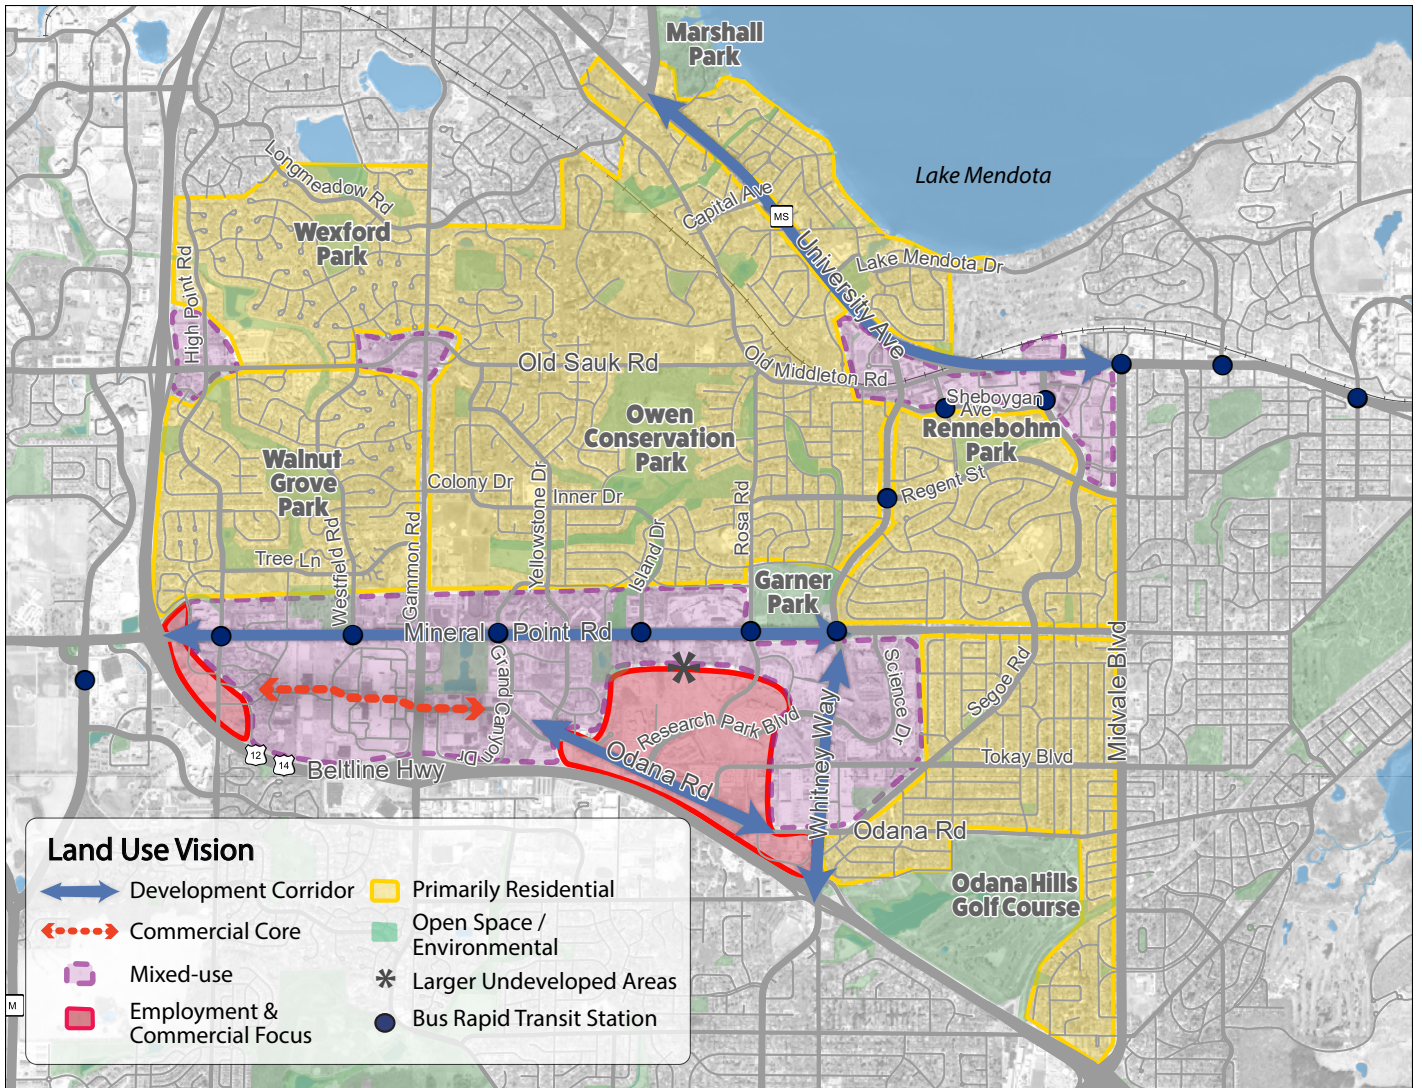 Marshall
Park
Lake Mendota
Longmeadow Rd
Capital Ave
MS
Wexford
Park
University Ave
Lake Mendota Dr
High Point Rd
Old Sauk Rd
Old Middleton Rd
Sheboygan
Ave
Owen
Conservation
Park
Rennebohm
Park
Walnut
Grove
Park
Colony Dr
Yellowstone Dr
Inner Dr
Regent St
Rosa Rd
Island Dr
Westfield Rd
Gammon Rd
Tree Ln
Garner
Park
Mineral Point Rd
Midvale Blvd
Grand Canyon
Dr
Science Dr
Segoe Rd
Whitney Way
Research Park Blvd
Odana Rd
Tokay Blvd
12
14
Beltline Hwy
Odana Rd
Odana Hills
Golf Course
Land Use Vision
Development Corridor
Primarily Residential
Commercial Core
Open Space /
Environmental
Mixed-use
Larger Undeveloped Areas
Employment &
Commercial Focus
Bus Rapid Transit Station
M